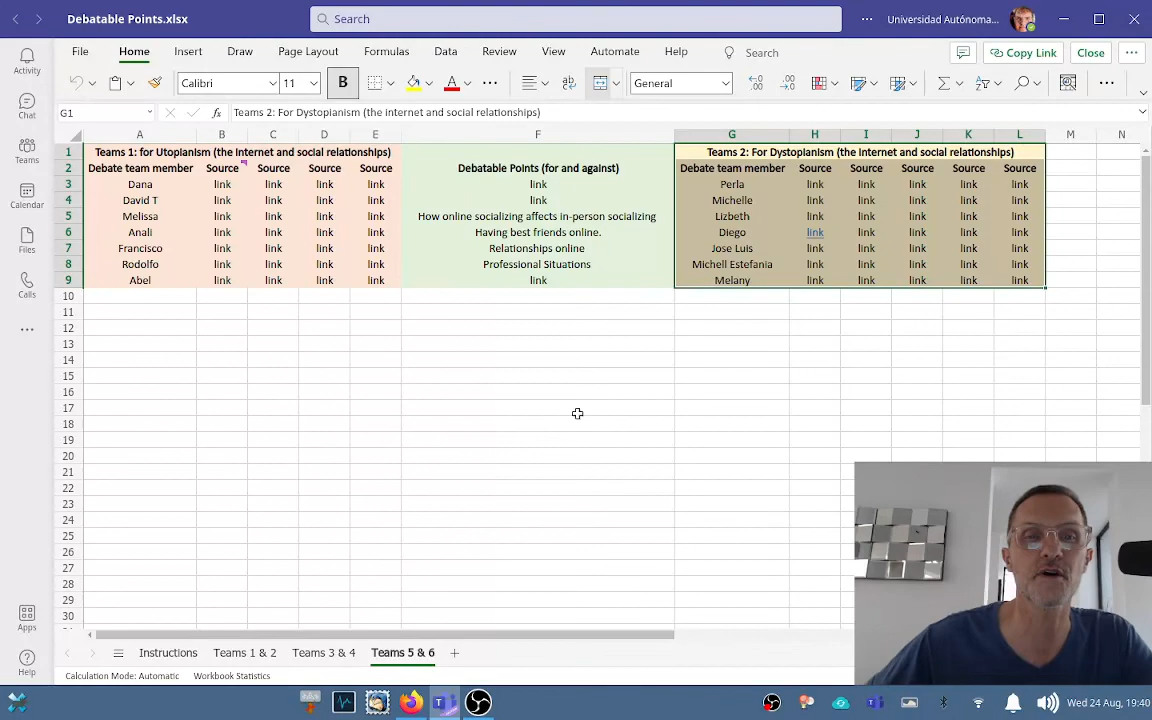 Debatable Points.xlsx
Search
Universidad Autónoma...
Activity
Chat
Teams
Calendar
Files
Calls
Apps
Help
File Home Insert Draw Page Layout Formulas Data Review View Automate Help Search Copy Link Close
Calibri 11 B A ab General
G1 fx Teams 2: For Dystopianism (the internet and social relationships)
A B C D E F G H I J K L M N
1 Teams 1: for Utopianism (the internet and social relationships) Teams 2: For Dystopianism (the internet and social relationships)
2 Debate team member Source Source Source Source Debatable Points (for and against) Debate team member Source Source Source Source Source
3 Dana link link link link link Perla link link link link link
4 David T link link link link link Michelle link link link link link
5 Melissa link link link link How online socializing affects in-person socializing Lizbeth link link link link link
6 Anali link link link link Having best friends online. Diego link link link link link
7 Francisco link link link link Relationships online Jose Luis link link link link link
8 Rodolfo link link link link Professional Situations Michell Estefania link link link link link
9 Abel link link link link link Melany link link link link link
10
11
12
13
14
15
16
17
18
19
20
21
22
23
24
25
26
27
28
29
30
Instructions Teams 1 & 2 Teams 3 & 4 Teams 5 & 6
Calculation Mode: Automatic Workbook Statistics
Wed 24 Aug, 19:40